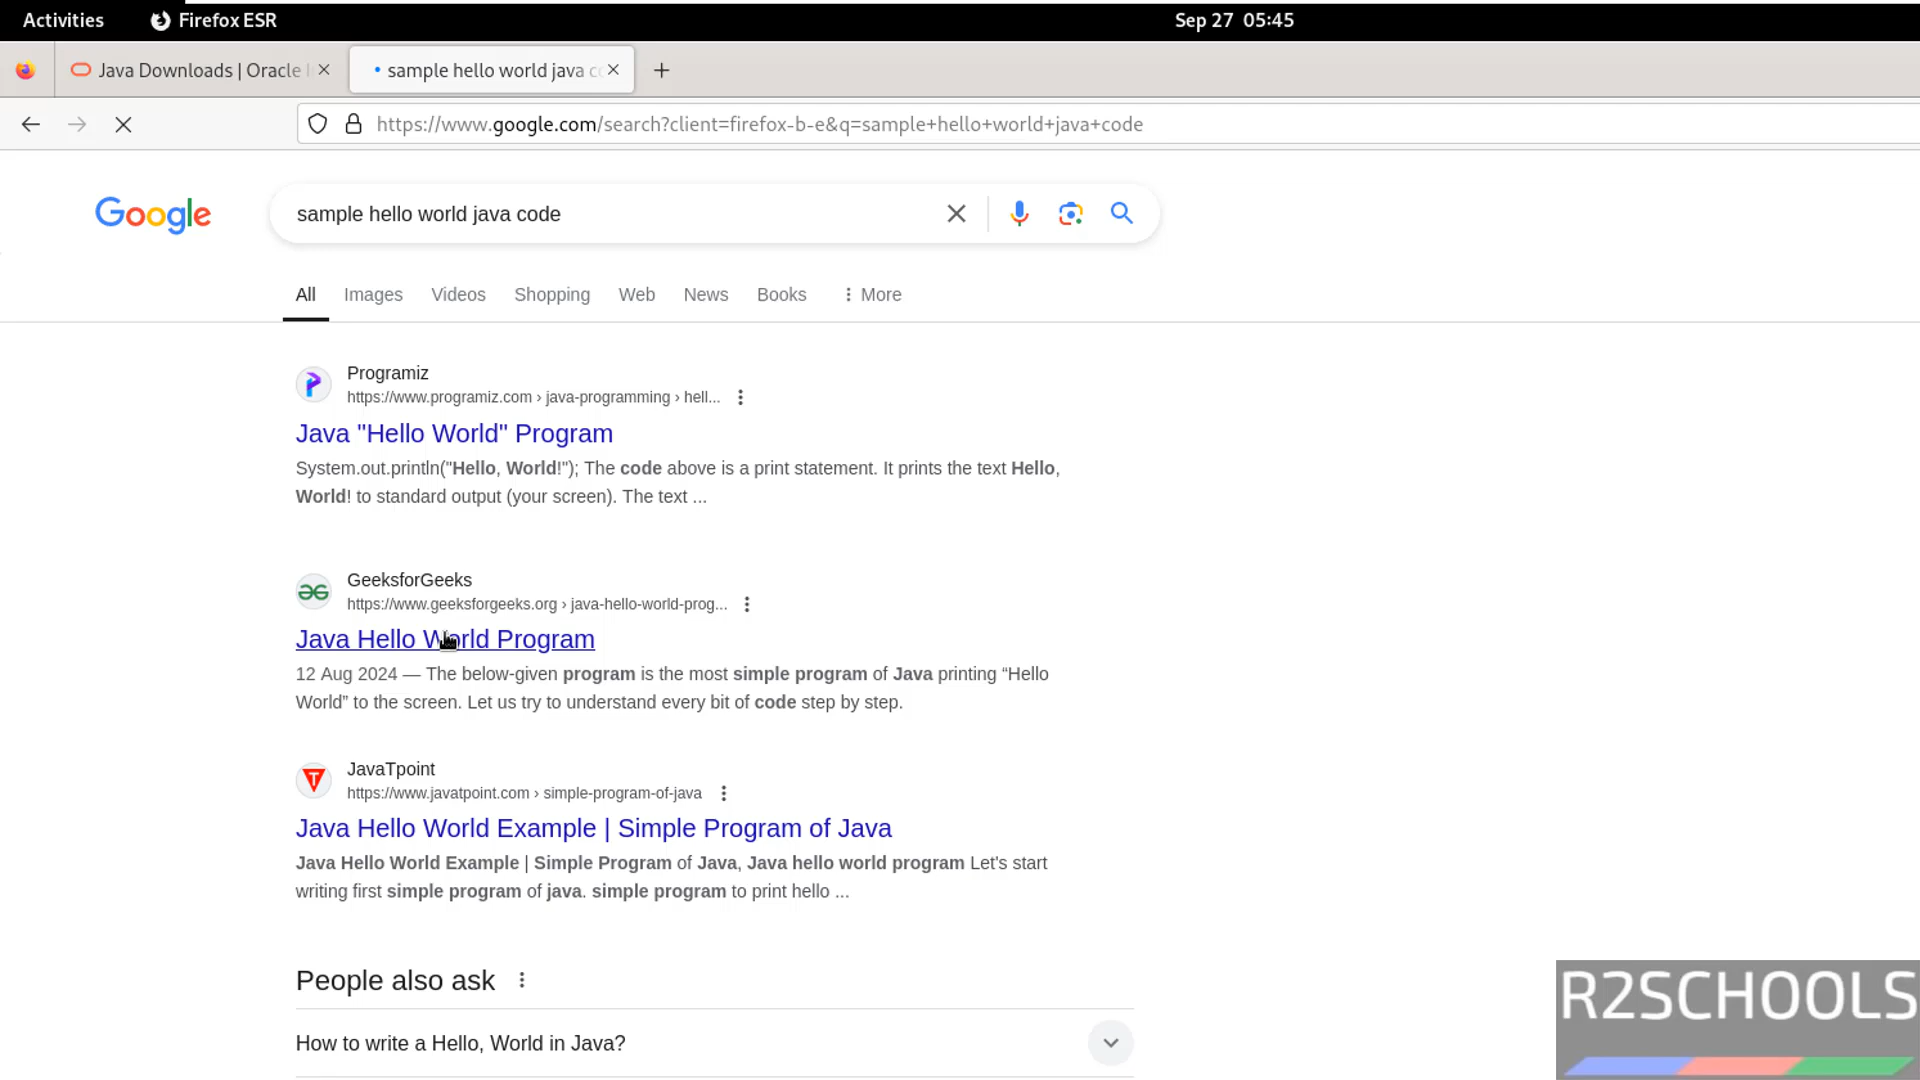 Activities
Firefox ESR
Sep 27 05:45
Java Downloads | Oracle
sample hello world java c
https://www.google.com/search?client=firefox-b-e&q=sample+hello+world+java+code
Google
sample hello world java code
All
Images
Videos
Shopping
Web
News
Books
More
Programiz
https://www.programiz.com › java-programming › hell...
Java "Hello World" Program
System.out.println("Hello, World!"); The code above is a print statement. It prints the text Hello,
World! to standard output (your screen). The text ...
GeeksforGeeks
https://www.geeksforgeeks.org › java-hello-world-prog...
Java Hello World Program
12 Aug 2024 — The below-given program is the most simple program of Java printing “Hello
World” to the screen. Let us try to understand every bit of code step by step.
JavaTpoint
https://www.javatpoint.com › simple-program-of-java
Java Hello World Example | Simple Program of Java
Java Hello World Example | Simple Program of Java, Java hello world program Let's start
writing first simple program of java. simple program to print hello ...
People also ask
How to write a Hello, World in Java?
R2SCHOOLS